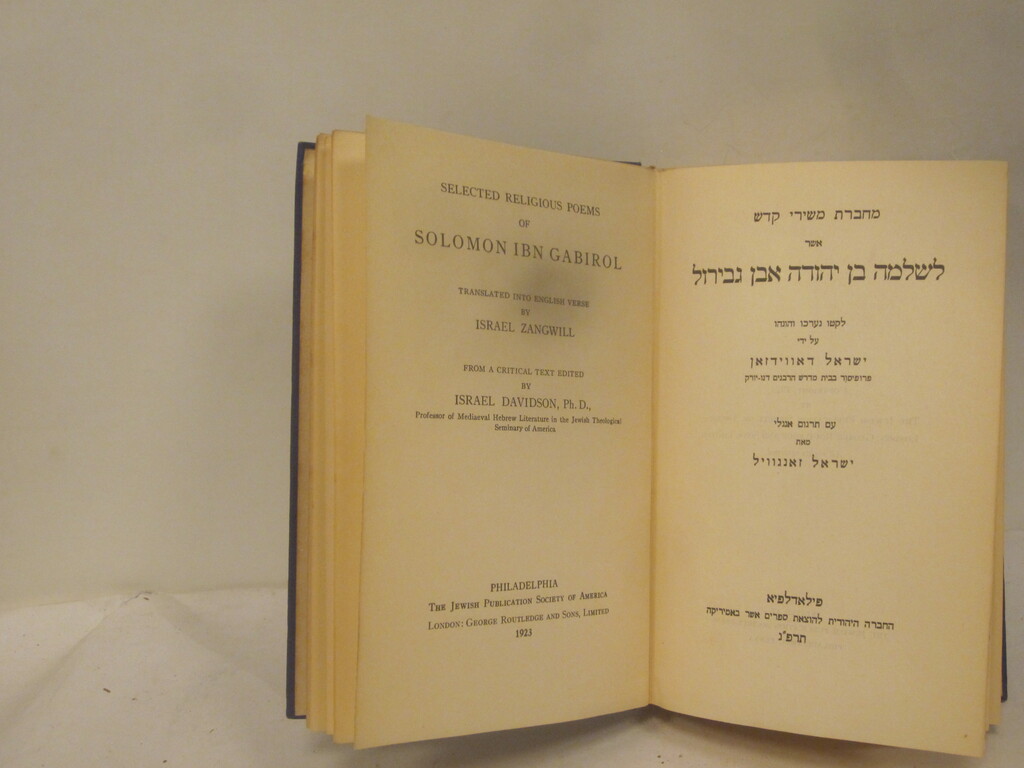 SELECTED RELIGIOUS POEMS
OF
SOLOMON IBN GABIROL
TRANSLATED INTO ENGLISH VERSE
BY
ISRAEL ZANGWILL
FROM A CRITICAL TEXT EDITED
BY
ISRAEL DAVIDSON, Ph. D.,
Professor of Mediaeval Hebrew Literature in the Jewish Theological
Seminary of America
PHILADELPHIA
THE JEWISH PUBLICATION SOCIETY OF AMERICA
LONDON: GEORGE ROUTLEDGE AND SONS, LIMITED
1923
מחברת משירי קדש
אשר
לשלמה בן יהודה אבן גבירול
לקטו נערכו והוגהו
על ידי
ישראל דאווידזאן
פרופיסור בבית מדרש הרבנים דנו-יורק
עם תרגום אנגלי
מאת
ישראל זאנגוויל
פילאדלפיא
החברה היהודית להוצאת ספרים אשר באמיריקה
תרפ״ג